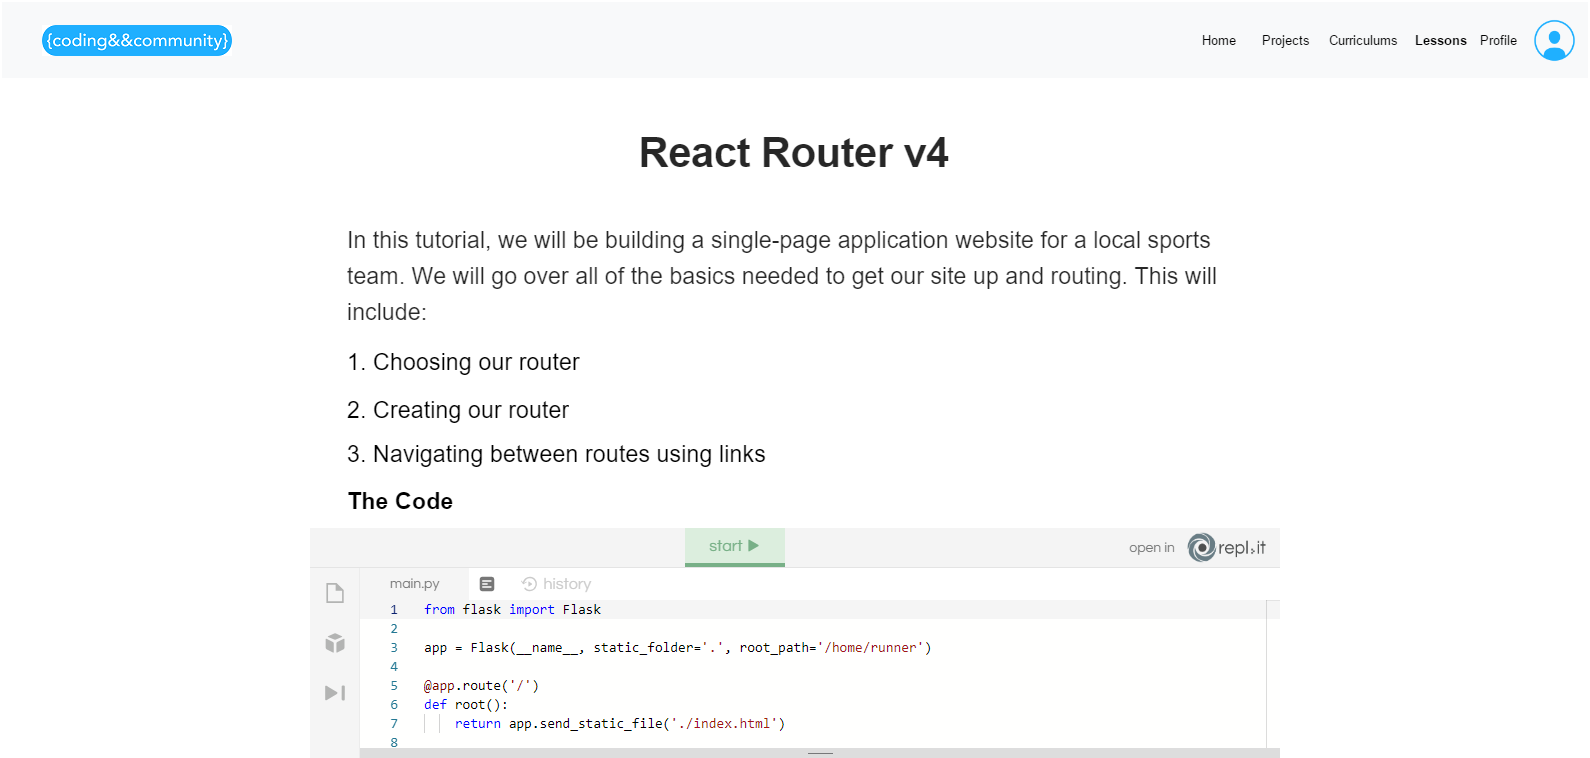 {coding&&community}
Home Projects Curriculums Lessons Profile
React Router v4
In this tutorial, we will be building a single-page application website for a local sports
team. We will go over all of the basics needed to get our site up and routing. This will
include:
1. Choosing our router
2. Creating our router
3. Navigating between routes using links
The Code
start
open in repl.it
main.py history
1 from flask import Flask
2
3 app = Flask(__name__, static_folder='.', root_path='/home/runner')
4
5 @app.route('/')
6 def root():
7 return app.send_static_file('./index.html')
8